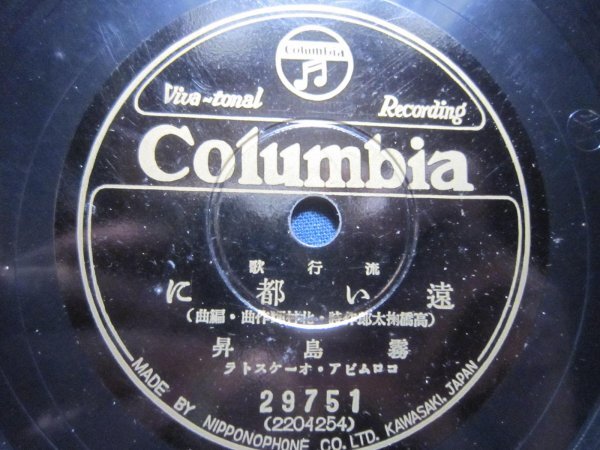 Columbia
Viva-tonal Recording
Columbia
流行歌
遠い都に
(高橋掬太郎作詩・北村 作曲・編曲)
霧島昇
コロムビア・オーケストラ
29751
(2204254)
MADE BY NIPPONOPHONE CO., LTD. KAWASAKI, JAPAN